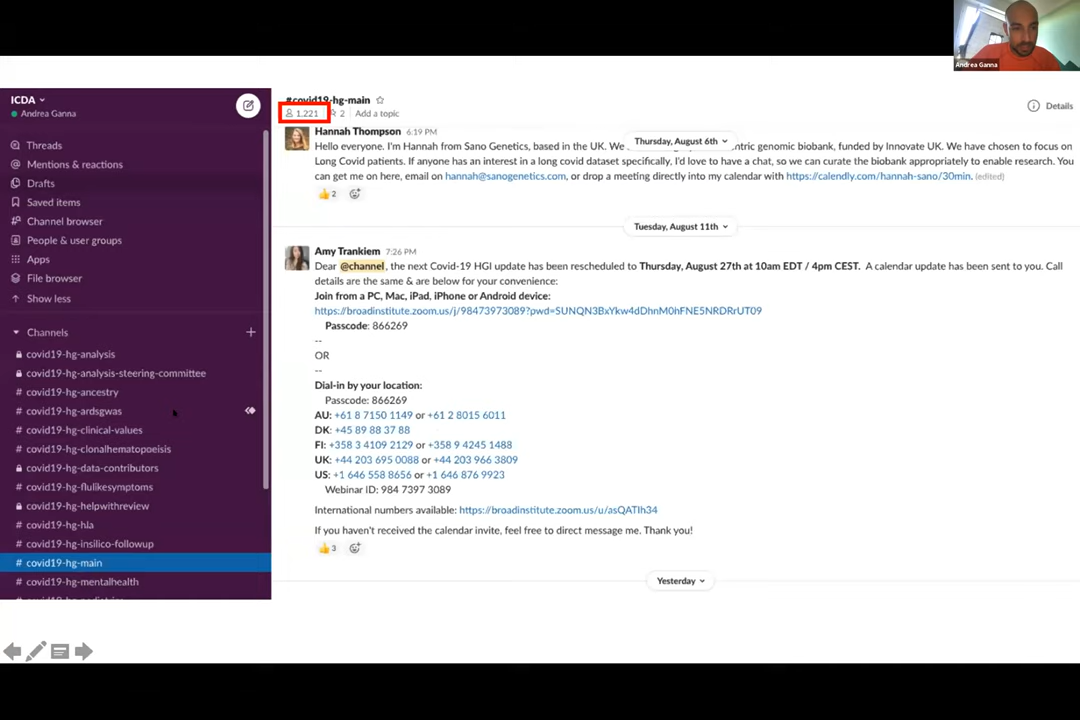 Andrea Ganna
ICDA
Andrea Ganna
Threads
Mentions & reactions
Drafts
Saved items
Channel browser
People & user groups
Apps
File browser
Show less
Channels
covid19-hg-analysis
covid19-hg-analysis-steering-committee
# covid19-hg-ancestry
# covid19-hg-ardsgwas
# covid19-hg-clinical-values
# covid19-hg-clonalhematopoeisis
covid19-hg-data-contributors
# covid19-hg-flulikesymptoms
covid19-hg-helpwithreview
# covid19-hg-hla
# covid19-hg-insilico-followup
# covid19-hg-main
# covid19-hg-mentalhealth
#covid19-hg-main
1,221 2 Add a topic
Details
Hannah Thompson 6:19 PM
Thursday, August 6th
Hello everyone. I'm Hannah from Sano Genetics, based in the UK. We ntric genomic biobank, funded by Innovate UK. We have chosen to focus on
Long Covid patients. If anyone has an interest in a long covid dataset specifically, I'd love to have a chat, so we can curate the biobank appropriately to enable research. You
can get me on here, email on hannah@sanogenetics.com, or drop a meeting directly into my calendar with https://calendly.com/hannah-sano/30min. (edited)
2
Tuesday, August 11th
Amy Trankiem 7:26 PM
Dear @channel, the next Covid-19 HGI update has been rescheduled to Thursday, August 27th at 10am EDT / 4pm CEST. A calendar update has been sent to you. Call
details are the same & are below for your convenience:
Join from a PC, Mac, iPad, iPhone or Android device:
https://broadinstitute.zoom.us/j/98473973089?pwd=SUNQN3BxYkw4dDhnM0hFNE5NRDRrUT09
Passcode: 866269
--
OR
--
Dial-in by your location:
Passcode: 866269
AU: +61 8 7150 1149 or +61 2 8015 6011
DK: +45 89 88 37 88
FI: +358 3 4109 2129 or +358 9 4245 1488
UK: +44 203 695 0088 or +44 203 966 3809
US: +1 646 558 8656 or +1 646 876 9923
Webinar ID: 984 7397 3089
International numbers available: https://broadinstitute.zoom.us/u/asQATIh34
If you haven't received the calendar invite, feel free to direct message me. Thank you!
3
Yesterday